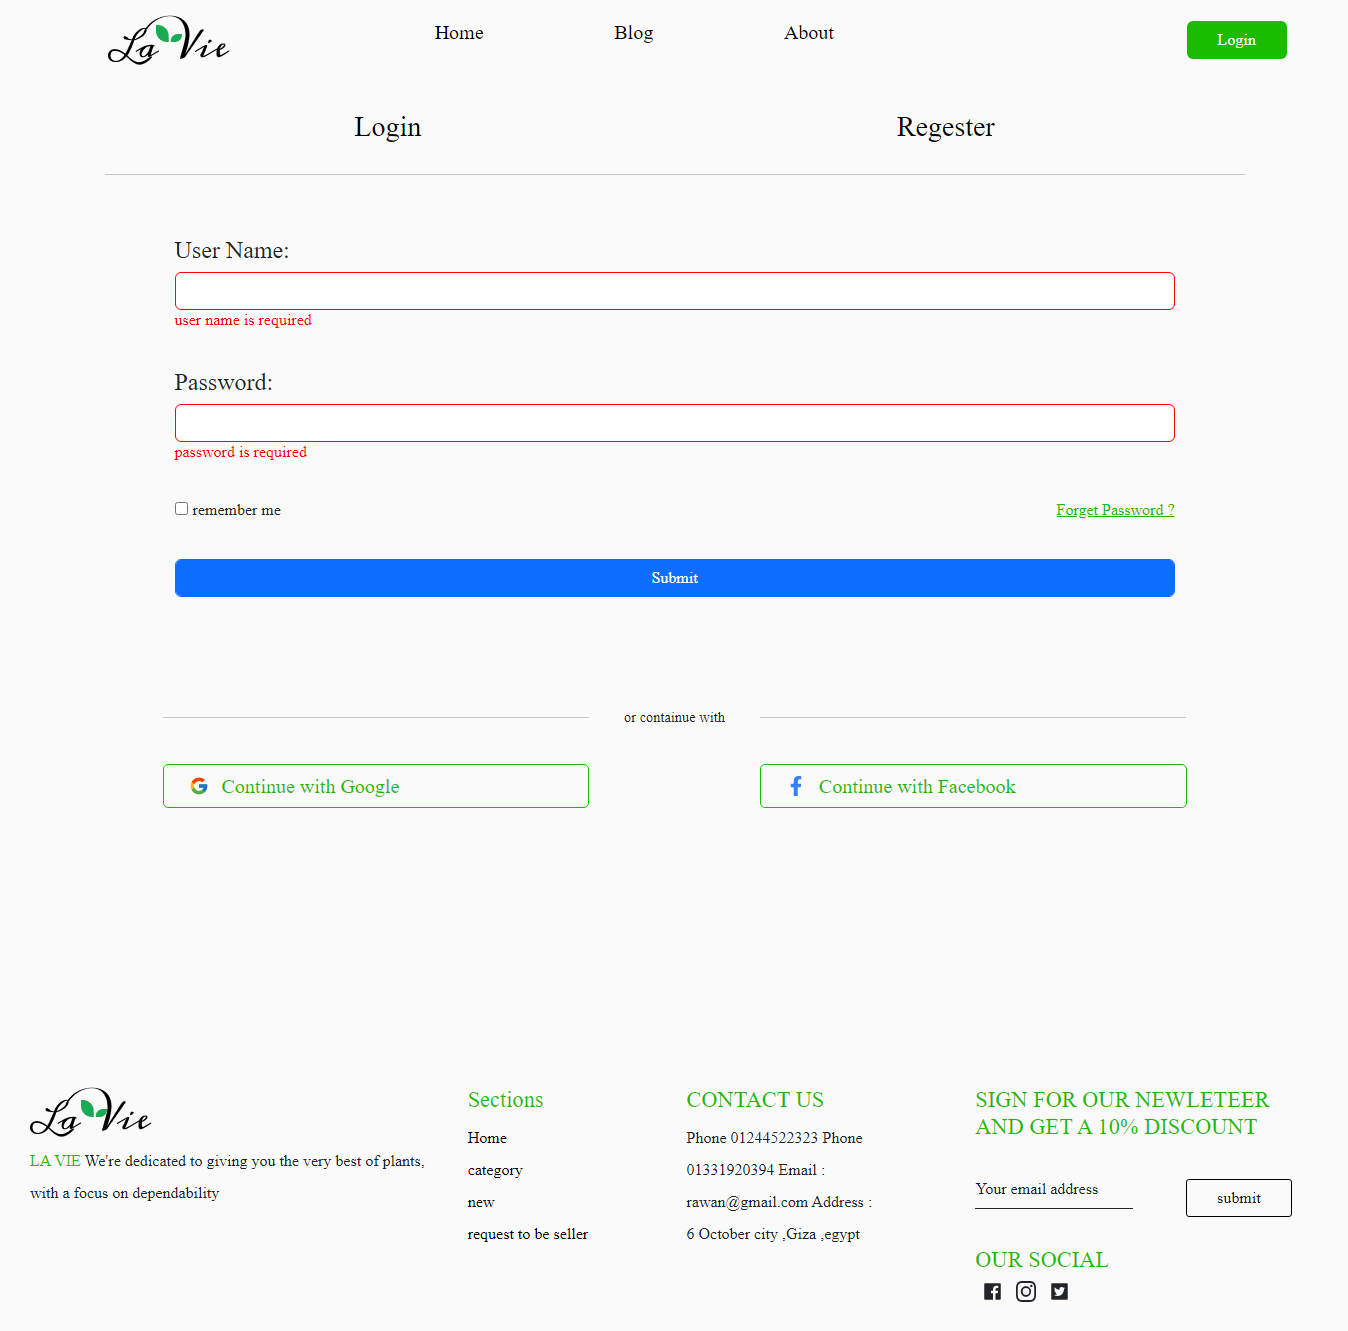 La Vie
Home
Blog
About
Login
Login
Regester
User Name:
user name is required
Password:
password is required
remember me
Forget Password ?
Submit
or containue with
Continue with Google
Continue with Facebook
La Vie
LA VIE We're dedicated to giving you the very best of plants,
with a focus on dependability
Sections
Home
category
new
request to be seller
CONTACT US
Phone 01244522323 Phone
01331920394 Email :
rawan@gmail.com Address :
6 October city ,Giza ,egypt
SIGN FOR OUR NEWLETEER
AND GET A 10% DISCOUNT
Your email address
submit
OUR SOCIAL